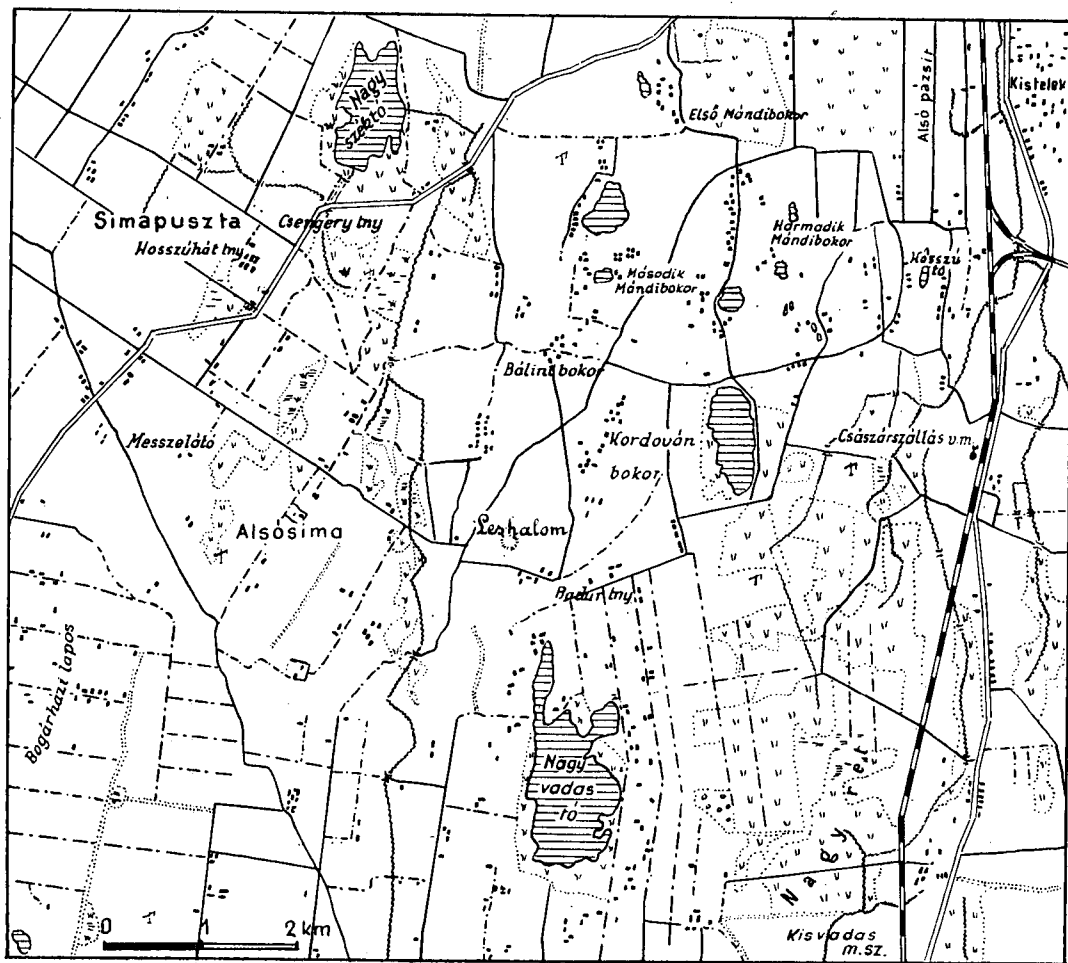 Kistelek
Alsó pázsit
Nagy
széktó
Első Mándibokor
Simapuszta
Csengery tny
Hosszúhát tny
Harmadik
Mándibokor
Hosszú
tó
Második
Mándibokor
Bálint bokor
Messzelátó
Kordován
bokor
Császárszállás v.m.
Alsósima
Leshalom
Badur tny.
Bogárházi lapos
Nagy
vadas
tó
Nagy rét
0 1 2 km
Kisvadas
m.sz.